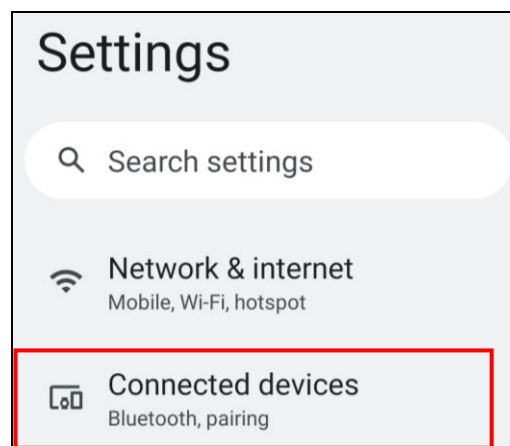 Settings
Search settings
Network & internet
Mobile, Wi-Fi, hotspot
Connected devices
Bluetooth, pairing